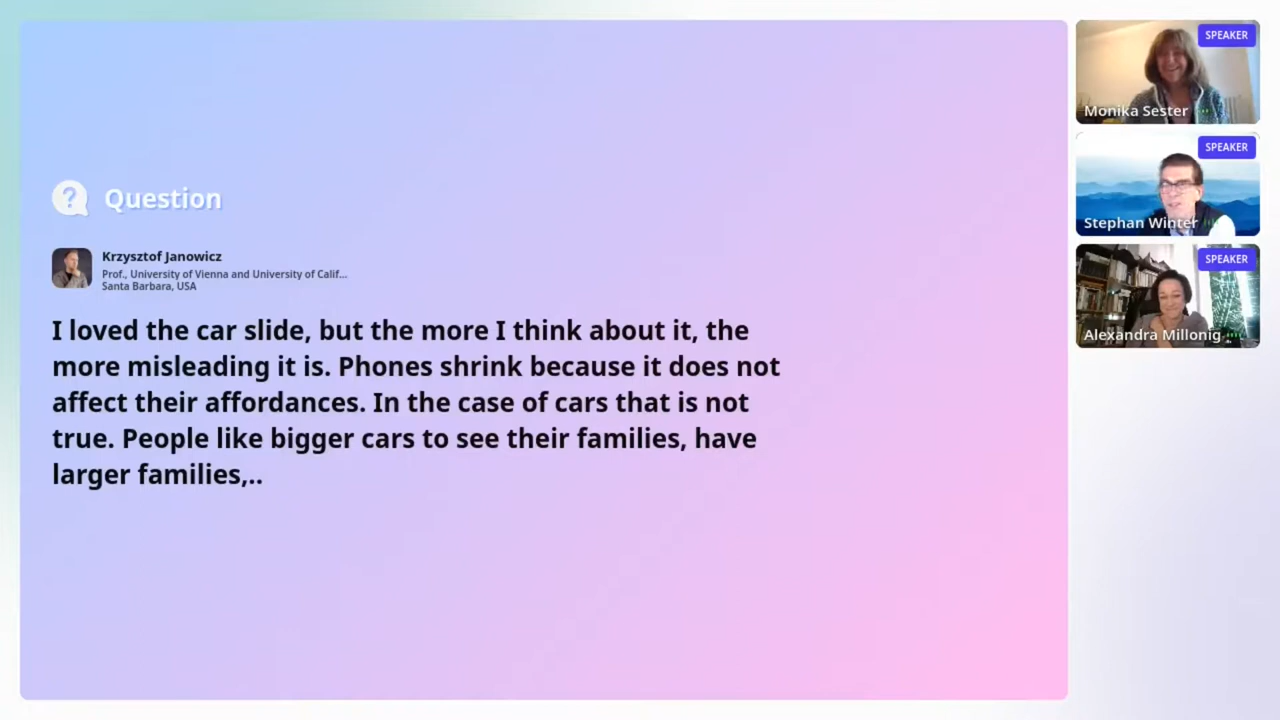 Question
Krzysztof Janowicz
Prof., University of Vienna and University of Calif...
Santa Barbara, USA
I loved the car slide, but the more I think about it, the
more misleading it is. Phones shrink because it does not
affect their affordances. In the case of cars that is not
true. People like bigger cars to see their families, have
larger families,..
SPEAKER
Monika Sester
SPEAKER
Stephan Winter
SPEAKER
Alexandra Millonig